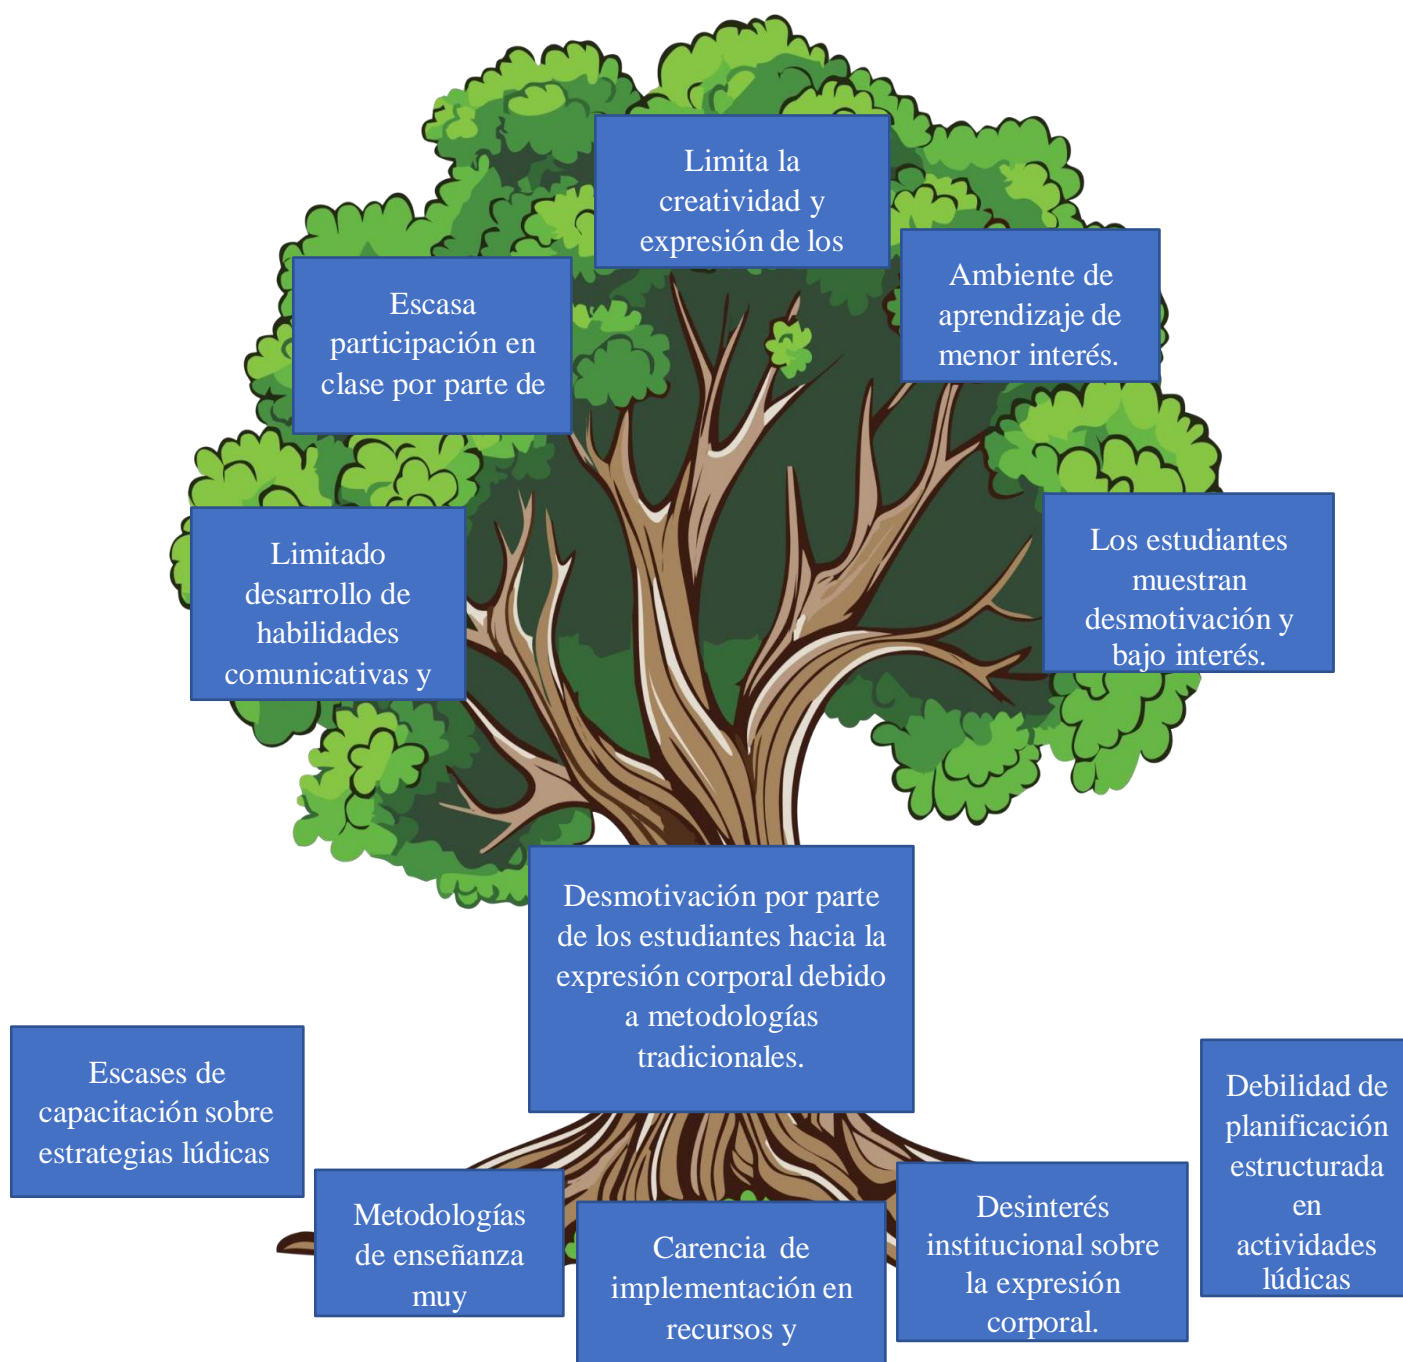 Limita la
creatividad y
expresión de los
Ambiente de
aprendizaje de
menor interés.
Escasa
participación en
clase por parte de
Limitado
desarrollo de
habilidades
comunicativas y
Los estudiantes
muestran
desmotivación y
bajo interés.
Desmotivación por parte
de los estudiantes hacia la
expresión corporal debido
a metodologías
tradicionales.
Escases de
capacitación sobre
estrategias lúdicas
Metodologías
de enseñanza
muy
Carencia de
implementación en
recursos y
Desinterés
institucional sobre
la expresión
corporal.
Debilidad de
planificación
estructurada
en
actividades
lúdicas